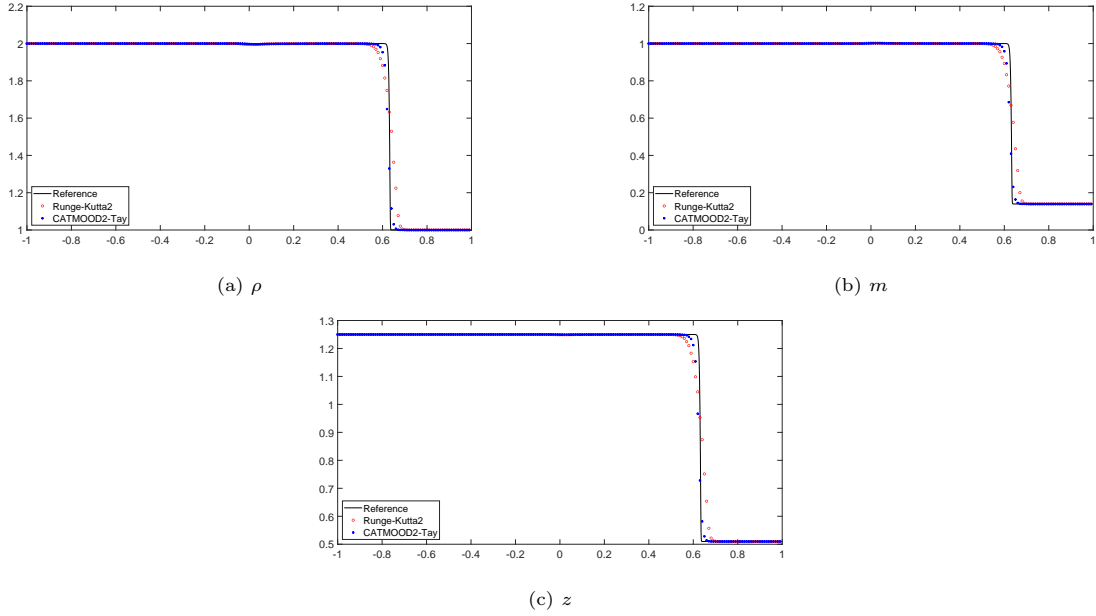 2.2
2
1.8
1.6
1.4
1.2
1
-1 -0.8 -0.6 -0.4 -0.2 0 0.2 0.4 0.6 0.8 1
Reference
Runge-Kutta2
CATMOOD2-Tay
(a) ρ
1.2
1
0.8
0.6
0.4
0.2
0
-1 -0.8 -0.6 -0.4 -0.2 0 0.2 0.4 0.6 0.8 1
Reference
Runge-Kutta2
CATMOOD2-Tay
(b) m
1.3
1.2
1.1
1
0.9
0.8
0.7
0.6
0.5
-1 -0.8 -0.6 -0.4 -0.2 0 0.2 0.4 0.6 0.8 1
Reference
Runge-Kutta2
CATMOOD2-Tay
(c) z